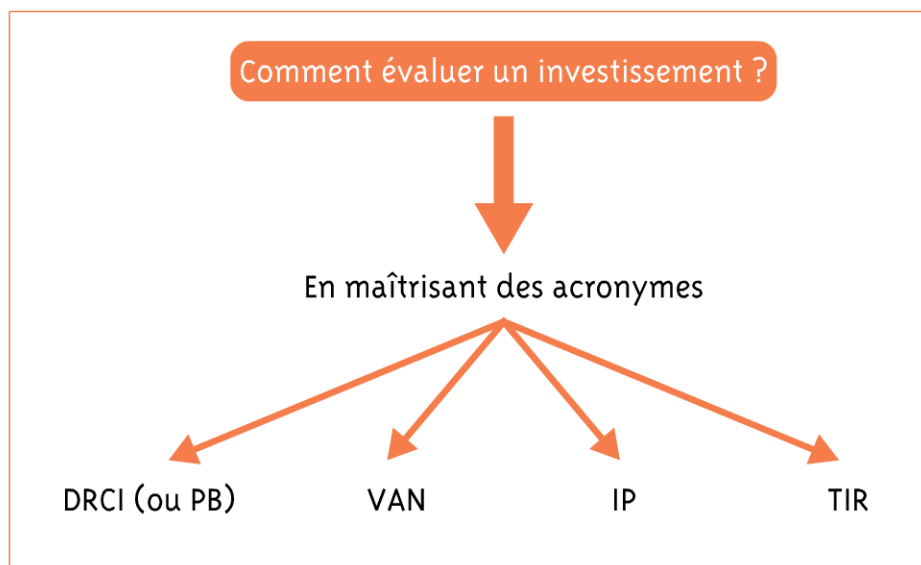 Comment évaluer un investissement ?
En maîtrisant des acronymes
DRCI (ou PB) VAN IP TIR